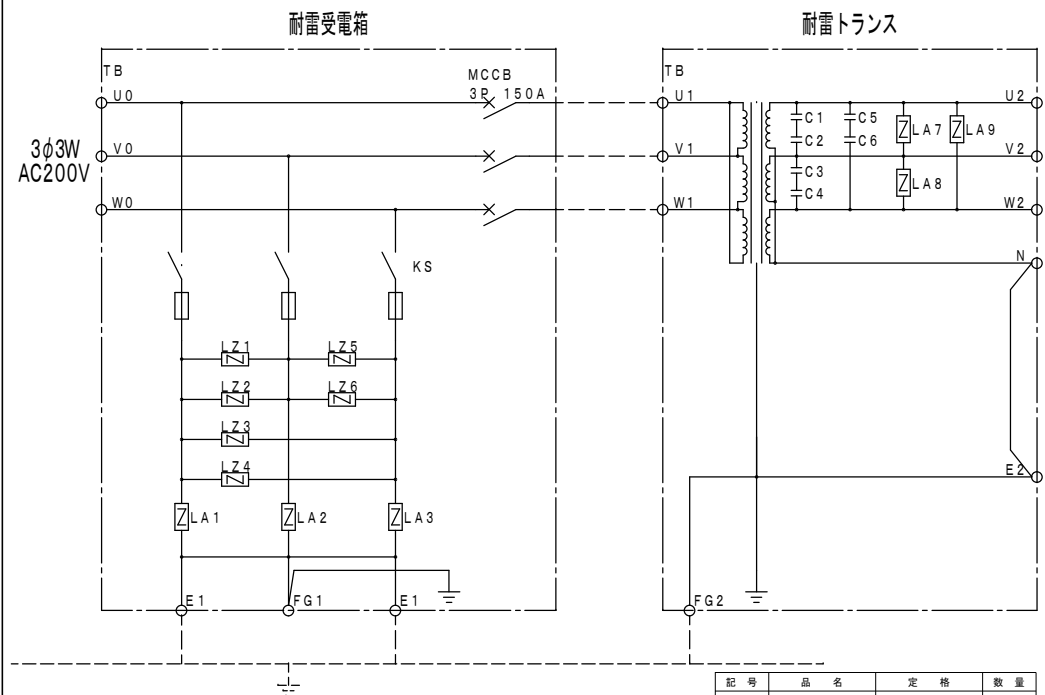 耐雷受電箱
耐雷トランス
TB
MCCB
3P 150A
TB
U0
U1
U2
3φ3W
AC200V
V0
V1
V2
W0
W1
W2
C1
C2
C3
C4
C5
C6
LA7
LA9
LA8
N
KS
LZ1
LZ5
LZ2
LZ6
LZ3
LZ4
E2
LA1
LA2
LA3
E1
FG1
E1
FG2
記号 品名 定格 数量